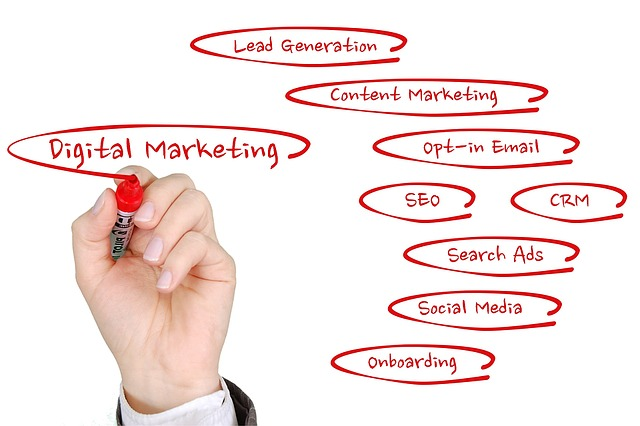 Lead Generation
Content Marketing
Digital Marketing
Opt-in Email
SEO
CRM
Search Ads
Social Media
Onboarding